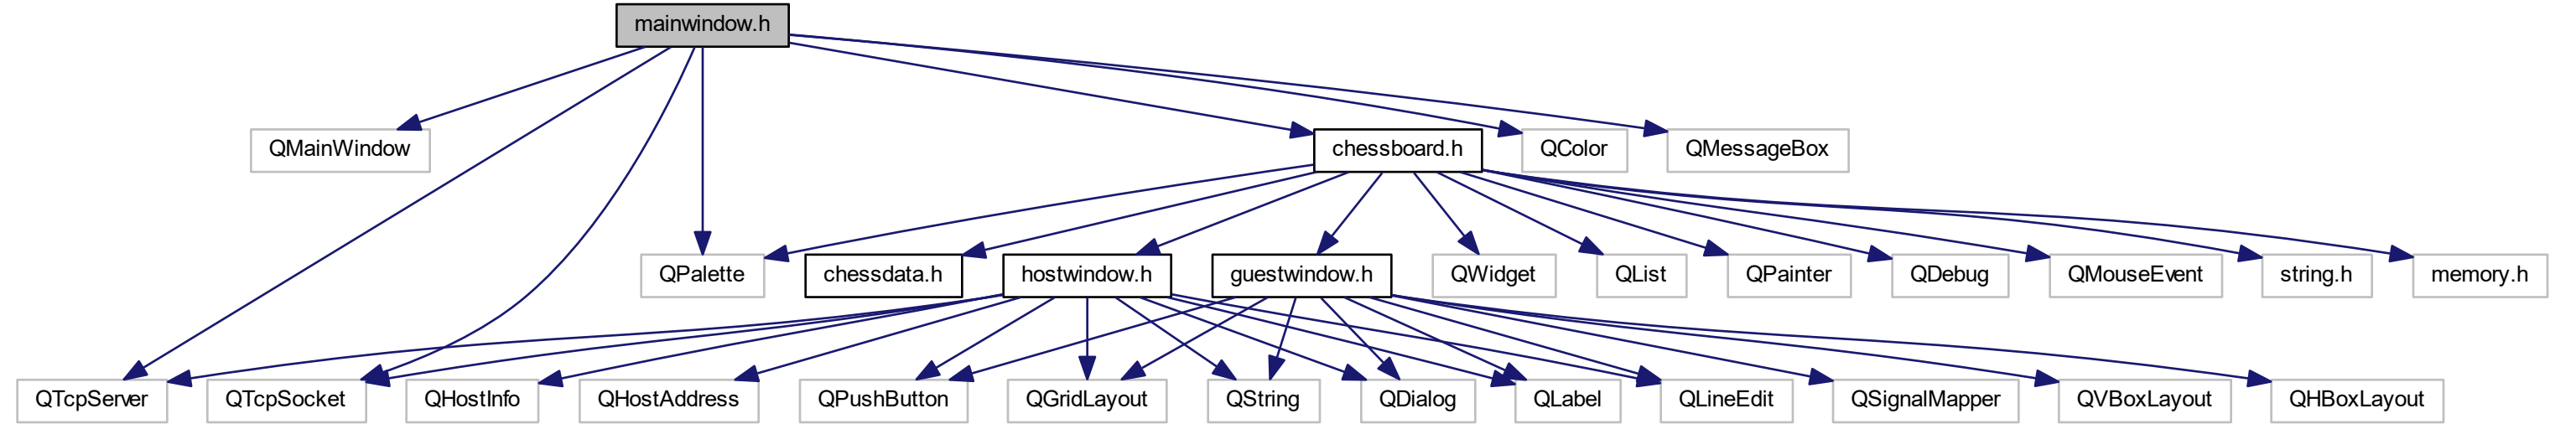 mainwindow.h
QMainWindow
chessboard.h
QColor
QMessageBox
QPalette
chessdata.h
hostwindow.h
guestwindow.h
QWidget
QList
QPainter
QDebug
QMouseEvent
string.h
memory.h
QTcpServer
QTcpSocket
QHostInfo
QHostAddress
QPushButton
QGridLayout
QString
QDialog
QLabel
QLineEdit
QSignalMapper
QVBoxLayout
QHBoxLayout